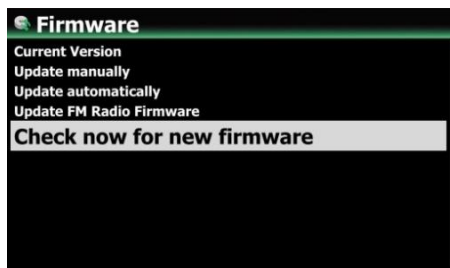 Firmware
Current Version
Update manually
Update automatically
Update FM Radio Firmware
Check now for new firmware